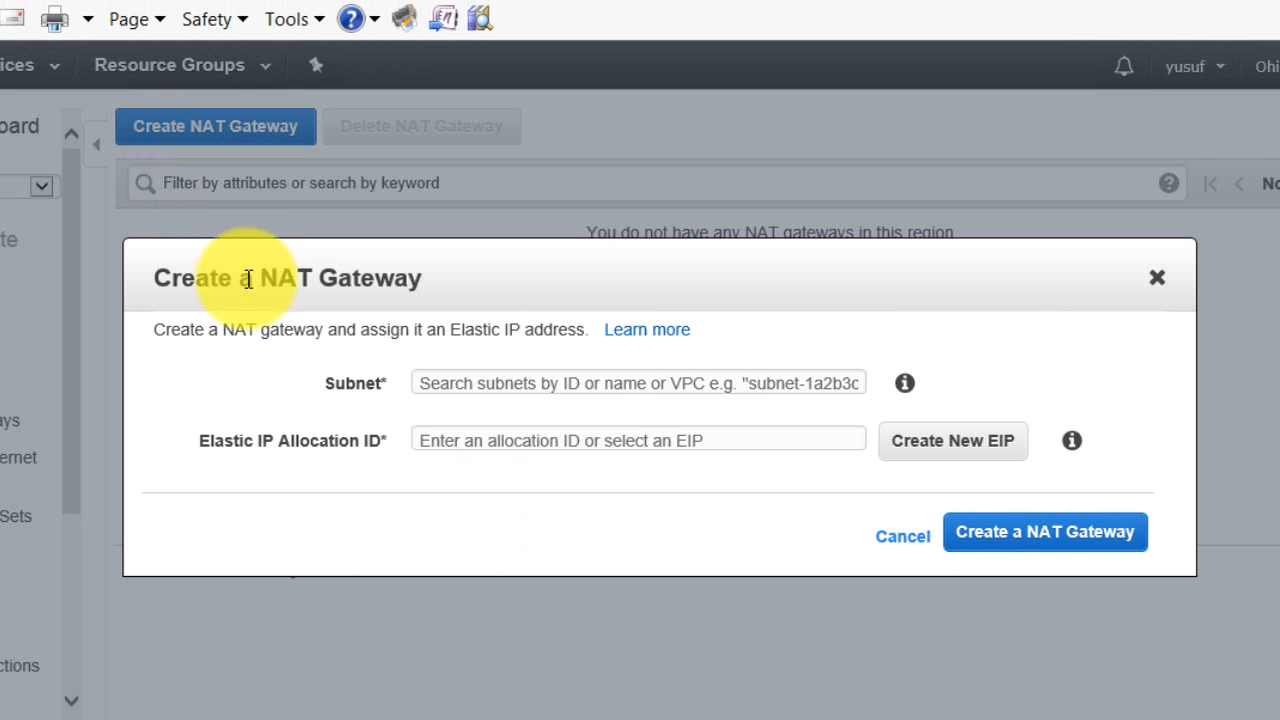 Page Safety Tools
ices Resource Groups yusuf Ohi
oard Create NAT Gateway Delete NAT Gateway
Filter by attributes or search by keyword No
te You do not have any NAT gateways in this region
Create a NAT Gateway
Create a NAT gateway and assign it an Elastic IP address. Learn more
Subnet* Search subnets by ID or name or VPC e.g. "subnet-1a2b3c
ays
Elastic IP Allocation ID* Enter an allocation ID or select an EIP Create New EIP
ernet
Sets
Cancel Create a NAT Gateway
ctions